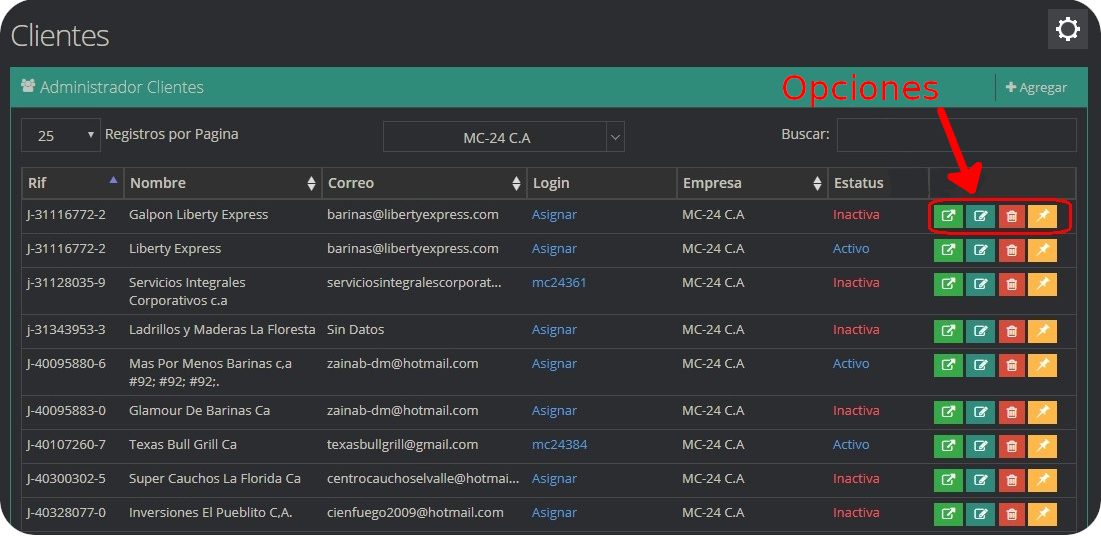 Clientes
Administrador Clientes
Opciones
Agregar
25 Registros por Pagina MC-24 C.A Buscar:
Rif Nombre Correo Login Empresa Estatus
J-31116772-2 Galpon Liberty Express barinas@libertyexpress.com Asignar MC-24 C.A Inactiva
J-31116772-2 Liberty Express barinas@libertyexpress.com Asignar MC-24 C.A Activo
j-31128035-9 Servicios Integrales serviciosintegralescorporat... mc24361 MC-24 C.A Inactiva
Corporativos c.a
j-31343953-3 Ladrillos y Maderas La Floresta Sin Datos Asignar MC-24 C.A Inactiva
J-40095880-6 Mas Por Menos Barinas c,a zainab-dm@hotmail.com Asignar MC-24 C.A Activo
#92; #92; #92;.
J-40095883-0 Glamour De Barinas Ca zainab-dm@hotmail.com Asignar MC-24 C.A Inactiva
J-40107260-7 Texas Bull Grill Ca texasbullgrill@gmail.com mc24384 MC-24 C.A Activo
J-40300302-5 Super Cauchos La Florida Ca centrocauchoselvalle@hotmai... Asignar MC-24 C.A Inactiva
J-40328077-0 Inversiones El Pueblito C,A. cienfuego2009@hotmail.com Asignar MC-24 C.A Inactiva